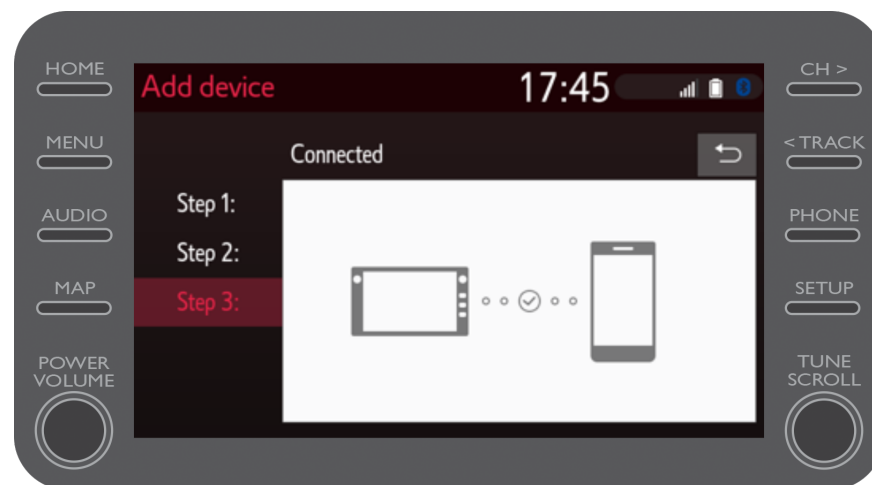 HOME
MENU
AUDIO
MAP
POWER
VOLUME
Add device
17:45
Connected
Step 1:
Step 2:
Step 3:
CH >
< TRACK
PHONE
SETUP
TUNE
SCROLL